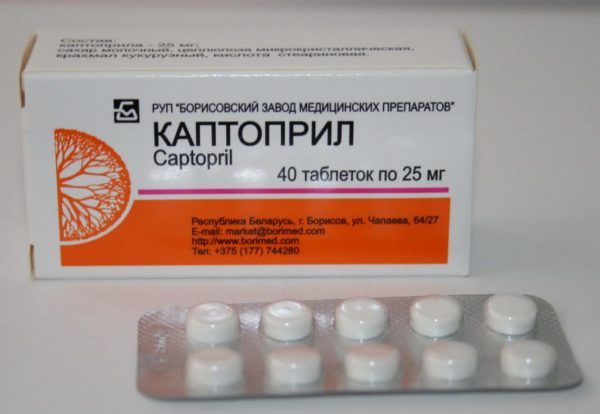 Состав:
каптоприла - 25 мг;
сахар молочный, целлюлоза микрокристаллическая,
крахмал кукурузный, кислота стеариновая.
РУП "БОРИСОВСКИЙ ЗАВОД МЕДИЦИНСКИХ ПРЕПАРАТОВ"
КАПТОПРИЛ
Captopril
40 таблеток по 25 мг
Республика Беларусь, г. Борисов, ул. Чапаева, 64/27
E-mail: market@borimed.com
http://www.borimed.com
Тел: +375 (177) 744280